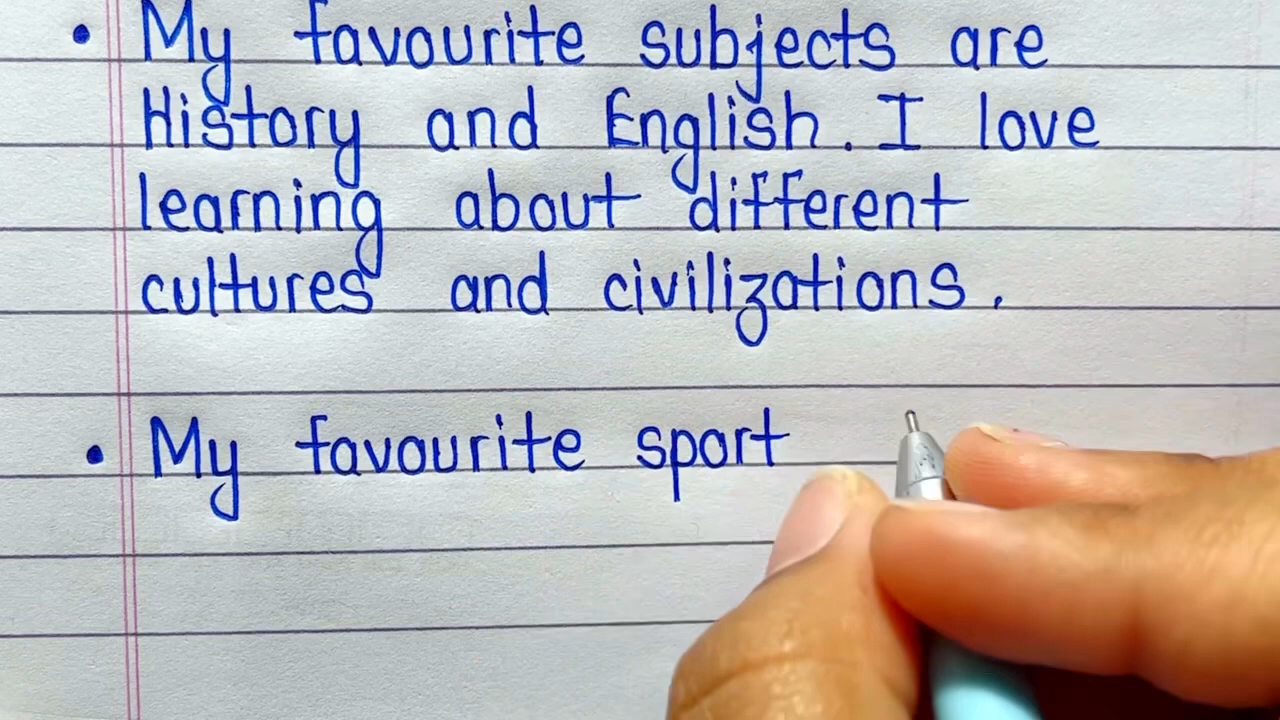 • My favourite subjects are
History and English. I love
learning about different
cultures and civilizations.
• My favourite sport